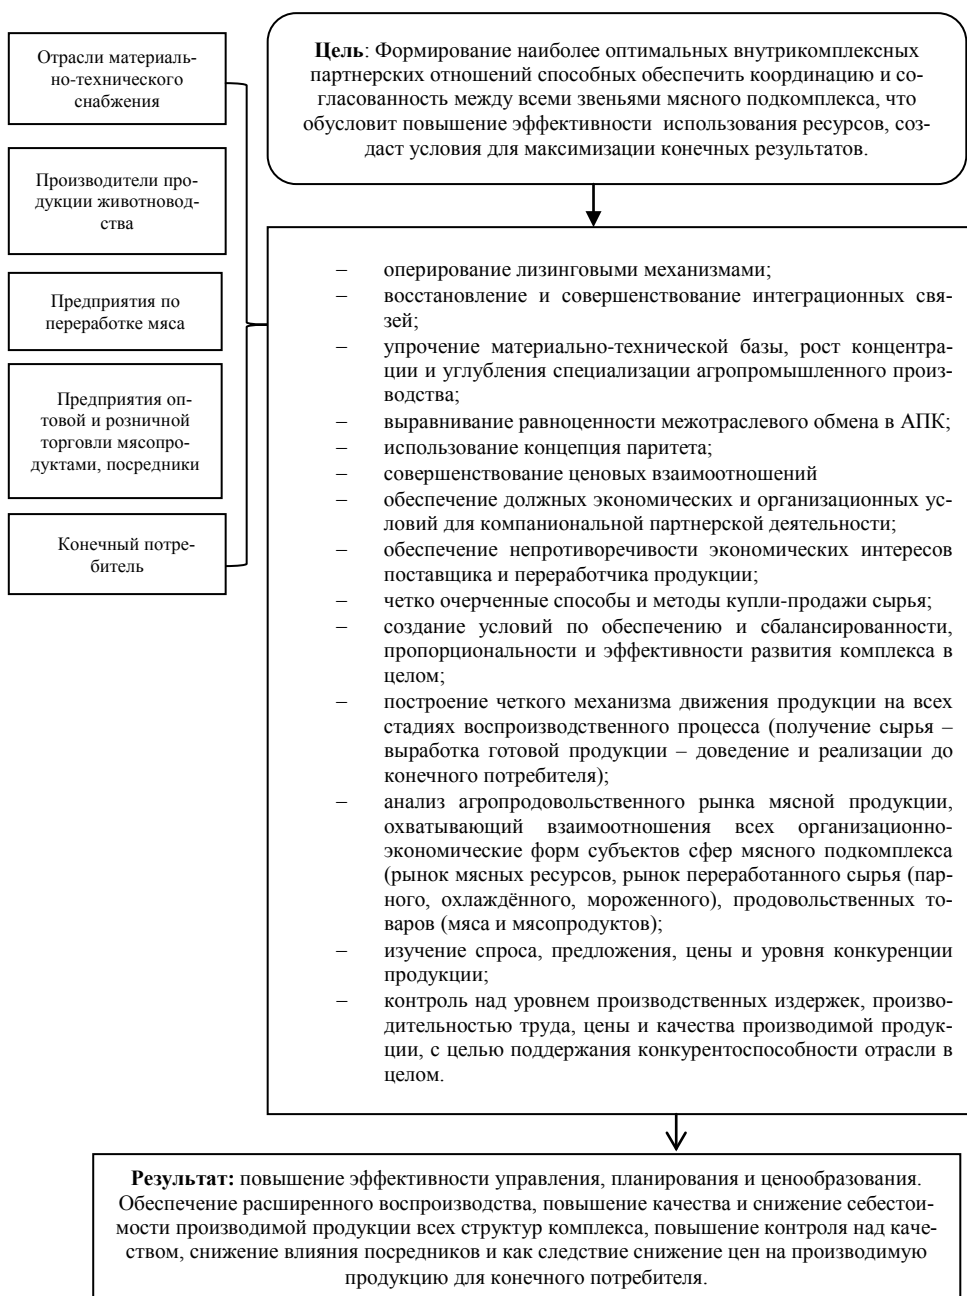 Отрасли материаль-
но-технического
снабжения
Производители про-
дукции животновод-
ства
Предприятия по
переработке мяса
Предприятия оп-
товой и розничной
торговли мясопро-
дуктами, посредники
Конечный потре-
битель
Цель: Формирование наиболее оптимальных внутрикомплексных
партнерских отношений способных обеспечить координацию и со-
гласованность между всеми звеньями мясного подкомплекса, что
обусловит повышение эффективности использования ресурсов, соз-
даст условия для максимизации конечных результатов.
– оперирование лизинговыми механизмами;
– восстановление и совершенствование интеграционных свя-
зей;
– упрочение материально-технической базы, рост концентра-
ции и углубления специализации агропромышленного произ-
водства;
– выравнивание равноценности межотраслевого обмена в АПК;
– использование концепция паритета;
– совершенствование ценовых взаимоотношений
– обеспечение должных экономических и организационных ус-
ловий для компаниональной партнерской деятельности;
– обеспечение непротиворечивости экономических интересов
поставщика и переработчика продукции;
– четко очерченные способы и методы купли-продажи сырья;
– создание условий по обеспечению и сбалансированности,
пропорциональности и эффективности развития комплекса в
целом;
– построение четкого механизма движения продукции на всех
стадиях воспроизводственного процесса (получение сырья –
выработка готовой продукции – доведение и реализации до
конечного потребителя);
– анализ агропродовольственного рынка мясной продукции,
охватывающий взаимоотношения всех организационно-
экономические форм субъектов сфер мясного подкомплекса
(рынок мясных ресурсов, рынок переработанного сырья (пар-
ного, охлаждённого, мороженного), продовольственных то-
варов (мяса и мясопродуктов);
– изучение спроса, предложения, цены и уровня конкуренции
продукции;
– контроль над уровнем производственных издержек, произво-
дительностью труда, цены и качества производимой продук-
ции, с целью поддержания конкурентоспособности отрасли в
целом.
Результат: повышение эффективности управления, планирования и ценообразования.
Обеспечение расширенного воспроизводства, повышение качества и снижение себестои-
мости производимой продукции всех структур комплекса, повышение контроля над каче-
ством, снижение влияния посредников и как следствие снижение цен на производимую
продукцию для конечного потребителя.